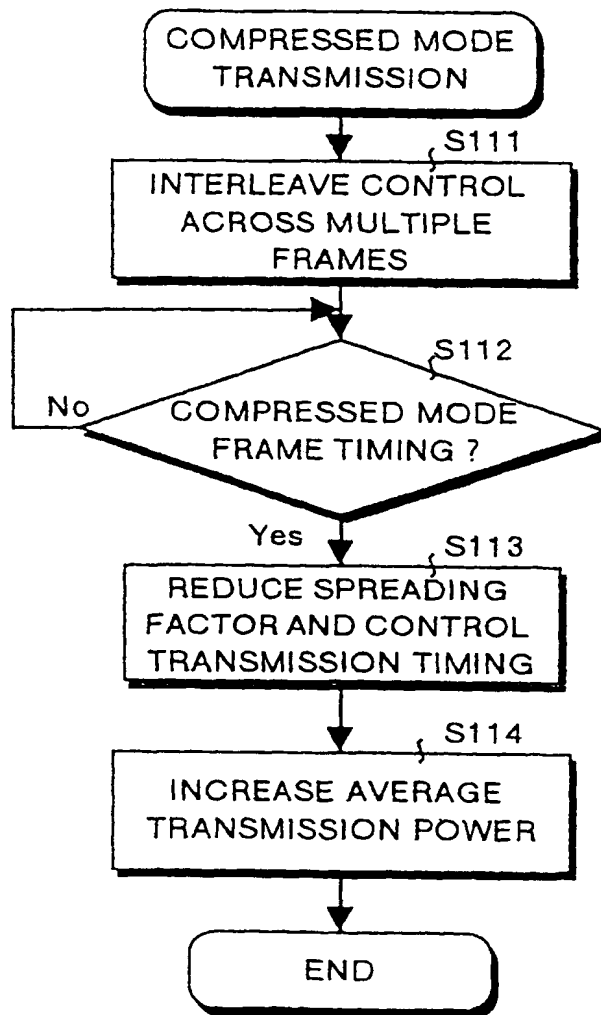 COMPRESSED MODE
TRANSMISSION
S111
INTERLEAVE CONTROL
ACROSS MULTIPLE
FRAMES
S112
No
COMPRESSED MODE
FRAME TIMING ?
Yes
S113
REDUCE SPREADING
FACTOR AND CONTROL
TRANSMISSION TIMING
S114
INCREASE AVERAGE
TRANSMISSION POWER
END